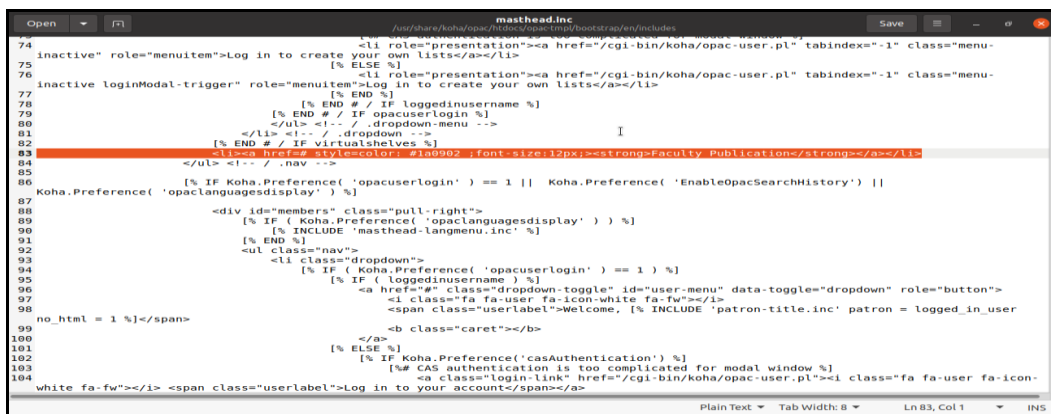 Open
masthead.inc
/usr/share/koha/opac/htdocs/opac-tmpl/bootstrap/en/includes
Save
74 <li role="presentation"><a href="/cgi-bin/koha/opac-user.pl" tabindex="-1" class="menu-
inactive" role="menuitem">Log in to create your own lists</a></li>
75 [% ELSE %]
76 <li role="presentation"><a href="/cgi-bin/koha/opac-user.pl" tabindex="-1" class="menu-
inactive loginModal-trigger" role="menuitem">Log in to create your own lists</a></li>
77 [% END %]
78 [% END # / IF loggedinusername %]
79 [% END # / IF opacuserlogin %]
80 </ul> <!-- / .dropdown-menu -->
81 </li> <!-- / .dropdown -->
82 [% END # / IF virtualshelves %]
83 <li><a href=# style=color: #1a0902 ;font-size:12px;><strong>Faculty Publication</strong></a></li>
84 </ul> <!-- / .nav -->
85
86 [% IF Koha.Preference( 'opacuserlogin' ) == 1 || Koha.Preference( 'EnableOpacSearchHistory') ||
Koha.Preference( 'opaclanguagesdisplay' ) %]
87
88 <div id="members" class="pull-right">
89 [% IF ( Koha.Preference( 'opaclanguagesdisplay' ) ) %]
90 [% INCLUDE 'masthead-langmenu.inc' %]
91 [% END %]
92 <ul class="nav">
93 <li class="dropdown">
94 [% IF ( Koha.Preference( 'opacuserlogin' ) == 1 ) %]
95 [% IF ( loggedinusername ) %]
96 <a href="#" class="dropdown-toggle" id="user-menu" data-toggle="dropdown" role="button">
97 <i class="fa fa-user fa-icon-white fa-fw"></i>
98 <span class="userlabel">Welcome, [% INCLUDE 'patron-title.inc' patron = logged_in_user
no_html = 1 %]</span>
99 <b class="caret"></b>
100 </a>
101 [% ELSE %]
102 [% IF Koha.Preference('casAuthentication') %]
103 [%# CAS authentication is too complicated for modal window %]
104 <a class="login-link" href="/cgi-bin/koha/opac-user.pl"><i class="fa fa-user fa-icon-
white fa-fw"></i> <span class="userlabel">Log in to your account</span></a>
Plain Text Tab Width: 8 Ln 83, Col 1 INS